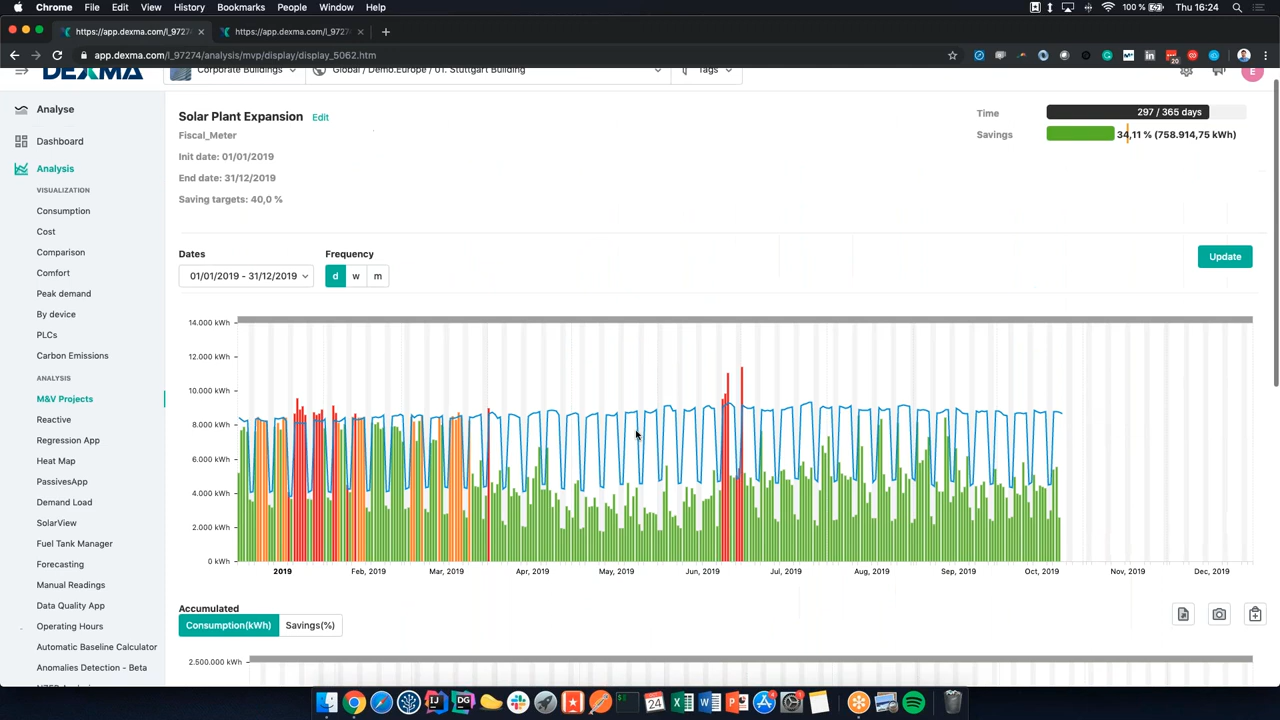 Chrome File Edit View History Bookmarks People Window Help 100 % Thu 16:24
https://app.dexma.com/l_9727 https://app.dexma.com/l_97274
app.dexma.com/l_97274/analysis/mvp/display/display_5062.htm 20
DEXMA Corporate Buildings Global / Demo.Europe / 01. Stuttgart Building Tags E
Analyse
Dashboard
Analysis
VISUALIZATION
Consumption
Cost
Comparison
Comfort
Peak demand
By device
PLCs
Carbon Emissions
ANALYSIS
M&V Projects
Reactive
Regression App
Heat Map
PassivesApp
Demand Load
SolarView
Fuel Tank Manager
Forecasting
Manual Readings
Data Quality App
Operating Hours
Automatic Baseline Calculator
Anomalies Detection - Beta
Solar Plant Expansion Edit
Fiscal_Meter
Init date: 01/01/2019
End date: 31/12/2019
Saving targets: 40,0 %
Time 297 / 365 days
Savings 34,11 % (758.914,75 kWh)
Dates Frequency
01/01/2019 - 31/12/2019 d w m Update
14.000 kWh
12.000 kWh
10.000 kWh
8.000 kWh
6.000 kWh
4.000 kWh
2.000 kWh
0 kWh
2019 Feb, 2019 Mar, 2019 Apr, 2019 May, 2019 Jun, 2019 Jul, 2019 Aug, 2019 Sep, 2019 Oct, 2019 Nov, 2019 Dec, 2019
Accumulated
Consumption(kWh) Savings(%)
2.500.000 kWh